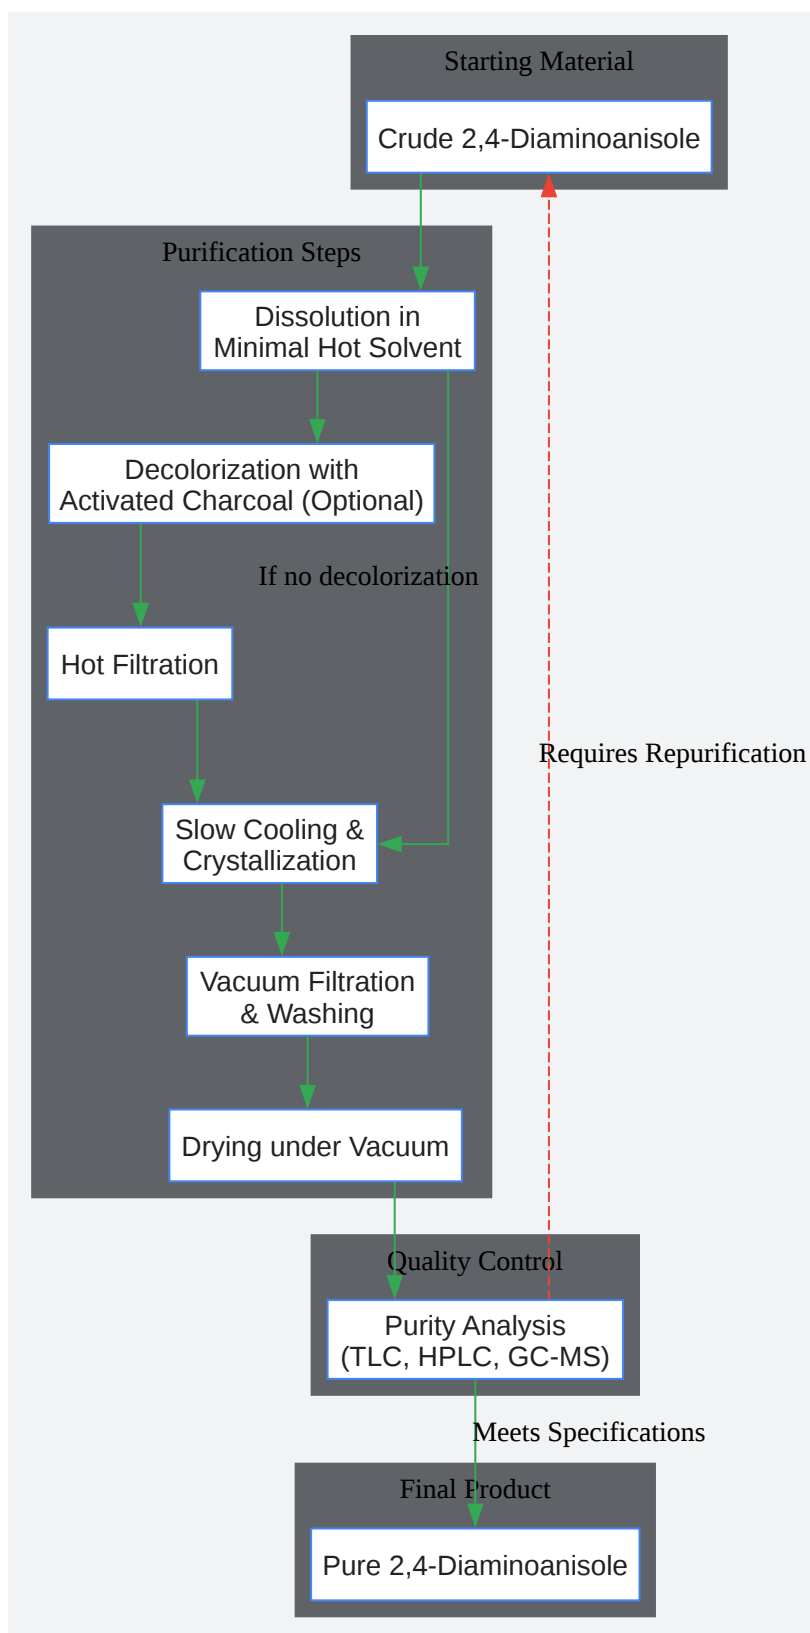 Starting Material
Crude 2,4-Diaminoanisole
Purification Steps
Dissolution in
Minimal Hot Solvent
Decolorization with
Activated Charcoal (Optional)
If no decolorization
Hot Filtration
Requires Repurification
Slow Cooling &
Crystallization
Vacuum Filtration
& Washing
Drying under Vacuum
Quality Control
Purity Analysis
(TLC, HPLC, GC-MS)
Meets Specifications
Final Product
Pure 2,4-Diaminoanisole